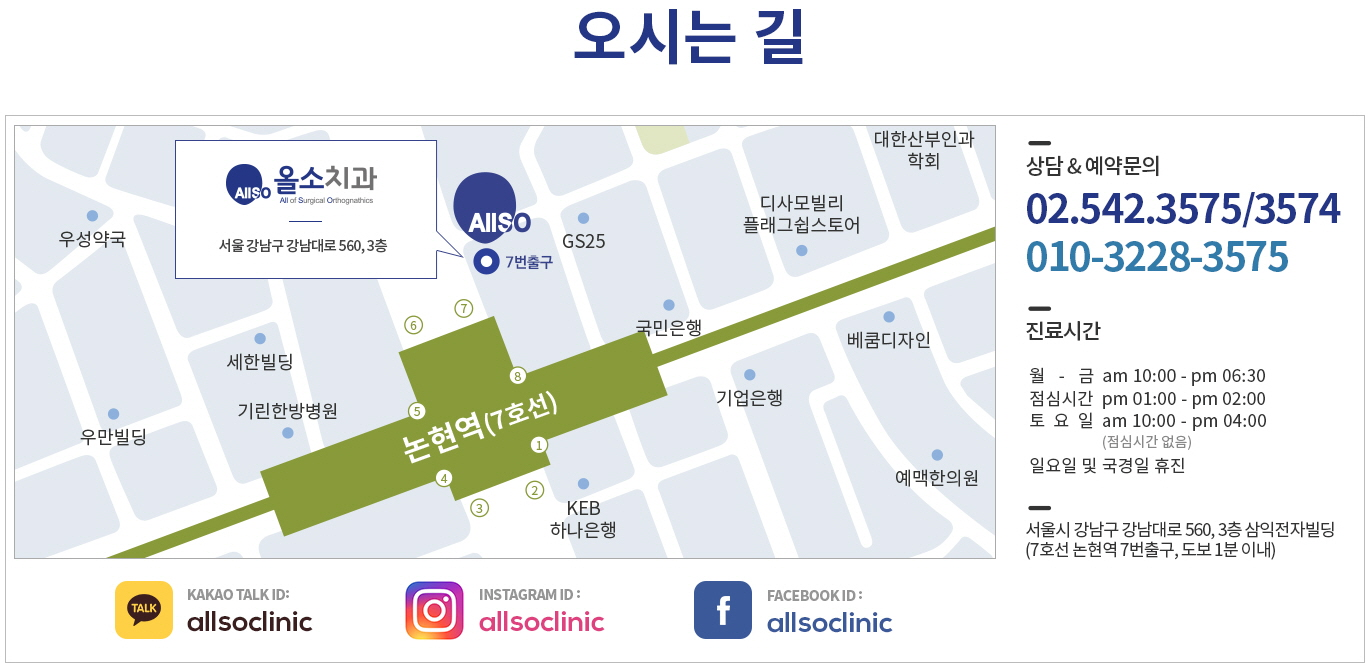 오시는 길
AllSO 올소치과
All of Surgical Orthognathics
서울 강남구 강남대로 560, 3층
AllSO
7번출구
대한산부인과
학회
디사모빌리
플래그쉽스토어
우성약국
GS25
국민은행
베쿰디자인
세한빌딩
기업은행
기린한방병원
우만빌딩
예맥한의원
KEB
하나은행
논현역(7호선)
7
6
8
5
1
4
2
3
상담 & 예약문의
02.542.3575/3574
010-3228-3575
진료시간
월 - 금 am 10:00 - pm 06:30
점심시간 pm 01:00 - pm 02:00
토 요 일 am 10:00 - pm 04:00
(점심시간 없음)
일요일 및 국경일 휴진
서울시 강남구 강남대로 560, 3층 삼익전자빌딩
(7호선 논현역 7번출구, 도보 1분 이내)
TALK
KAKAO TALK ID:
allsoclinic
INSTAGRAM ID :
allsoclinic
f
FACEBOOK ID :
allsoclinic